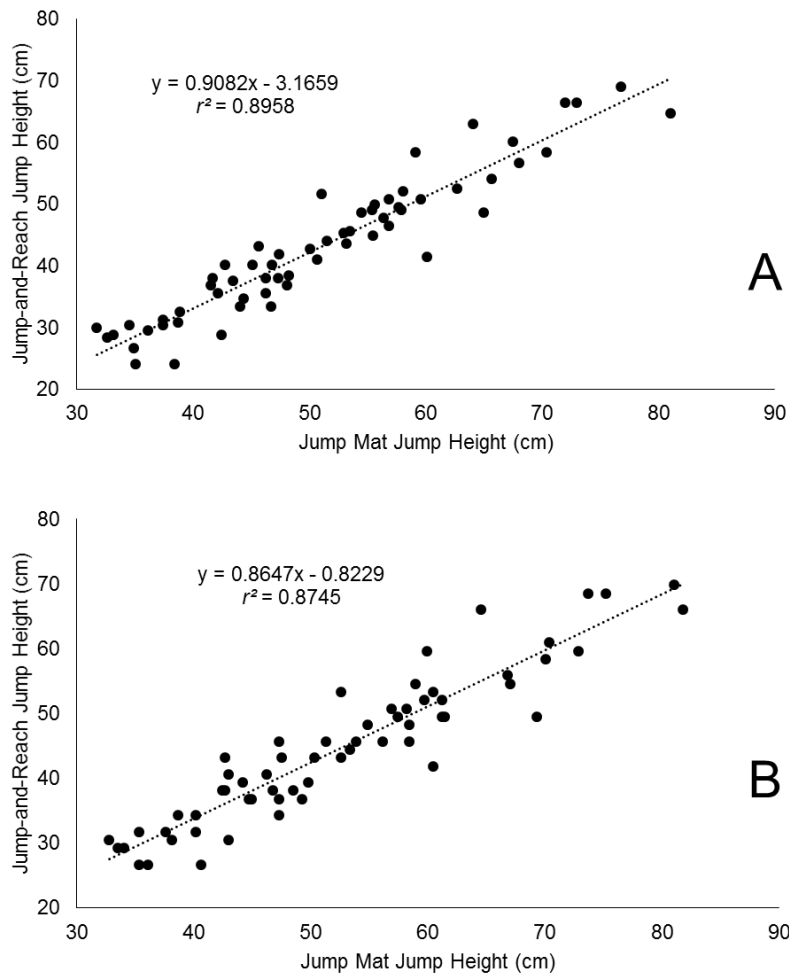 80
70
60
50
40
30
20
Jump-and-Reach Jump Height (cm)
y = 0.9082x - 3.1659
r² = 0.8958
A
30 40 50 60 70 80 90
Jump Mat Jump Height (cm)
80
70
60
50
40
30
20
Jump-and-Reach Jump Height (cm)
y = 0.8647x - 0.8229
r² = 0.8745
B
30 40 50 60 70 80 90
Jump Mat Jump Height (cm)